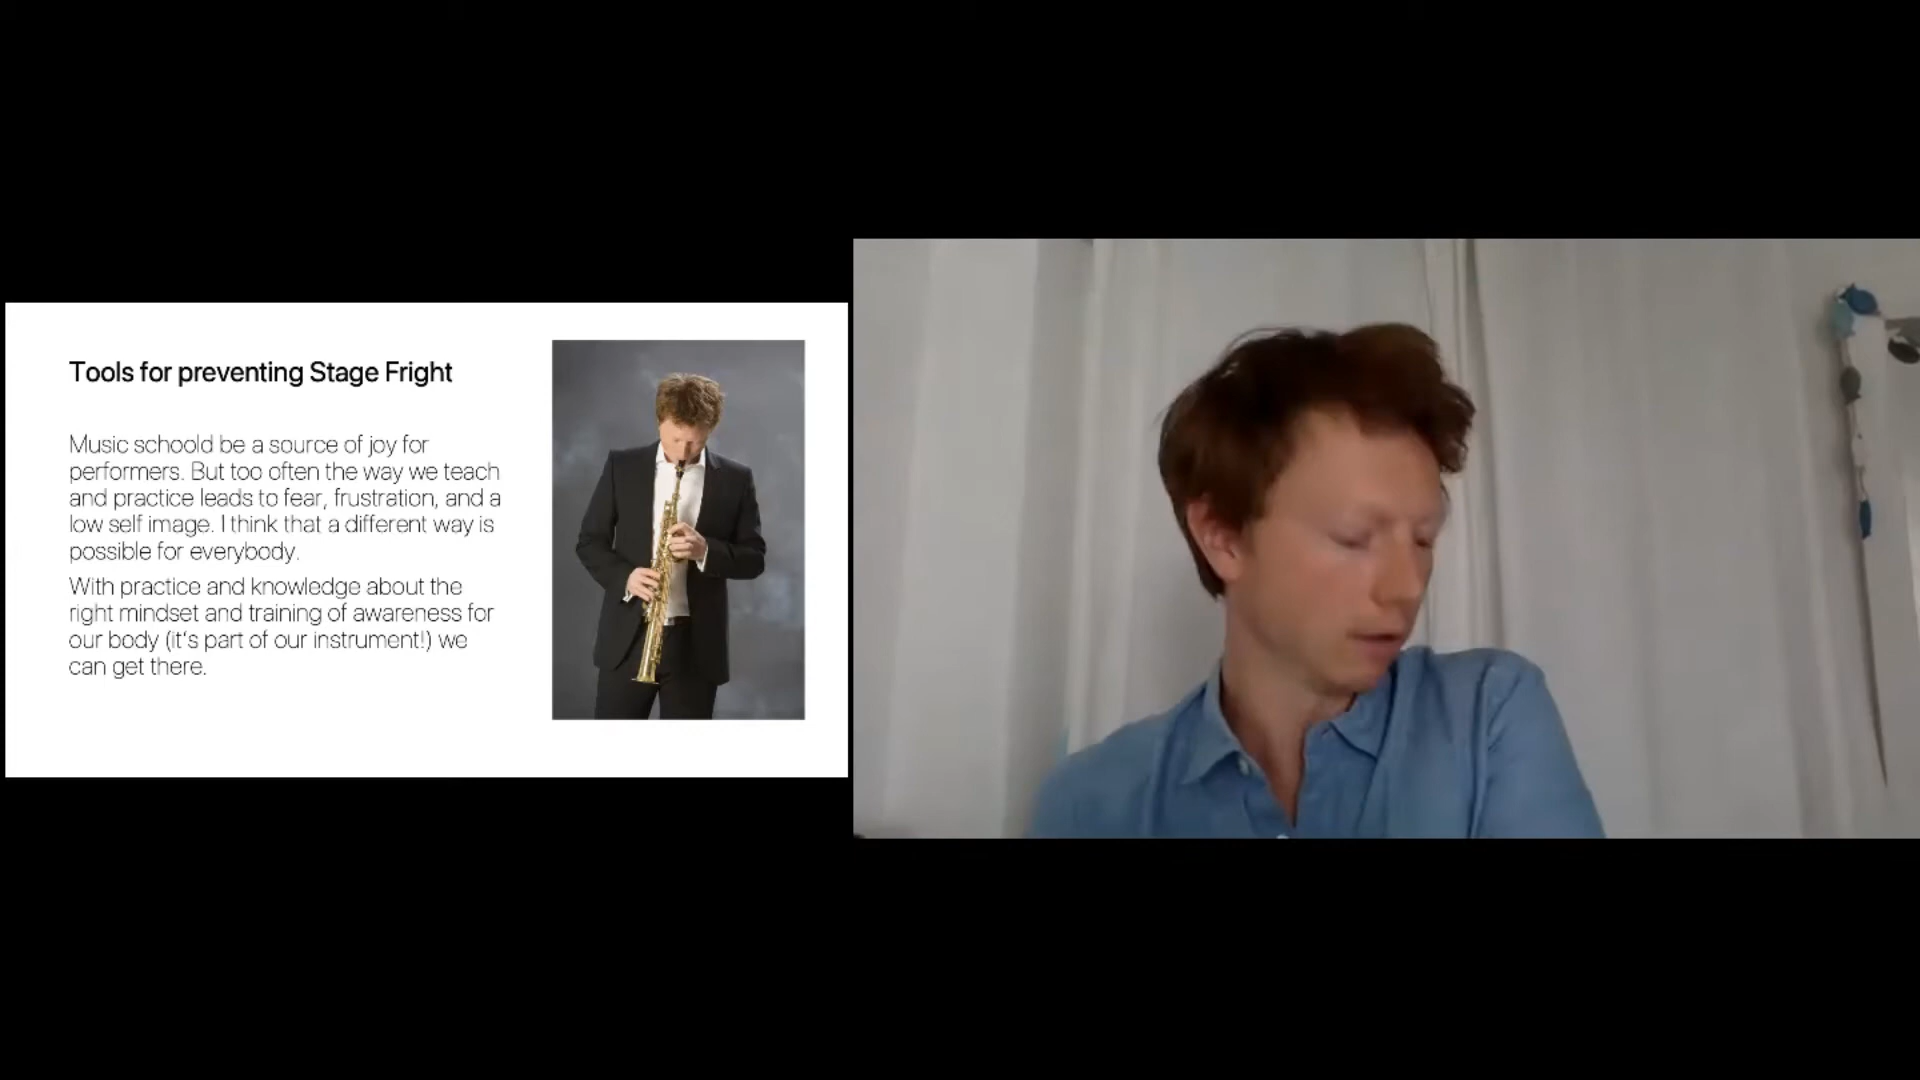 Tools for preventing Stage Fright
Music schoold be a source of joy for
performers. But too often the way we teach
and practice leads to fear, frustration, and a
low self image. I think that a different way is
possible for everybody.
With practice and knowledge about the
right mindset and training of awareness for
our body (it's part of our instrument!) we
can get there.